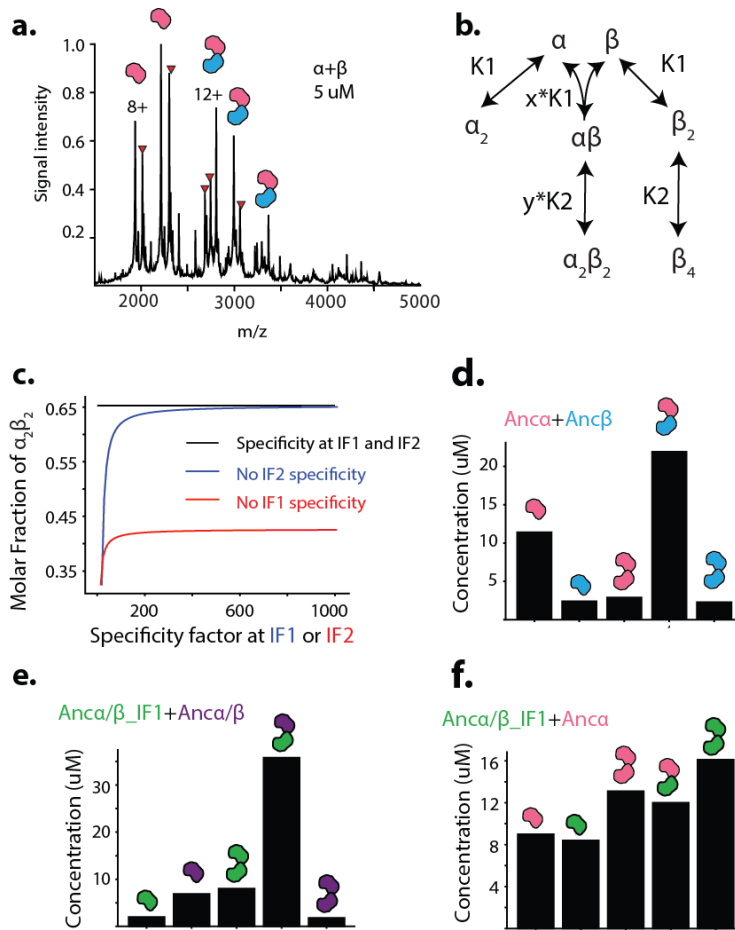 a.
1.0
0.8
0.6
0.4
0.2
Signal intensity
8+
12+
α+β
5 uM
2000
3000
4000
5000
m/z
b.
α
β
K1
K1
x*K1
α2
αβ
β2
y*K2
K2
α2β2
β4
c.
Molar Fraction of α2β2
0.65
0.55
0.45
0.35
Specificity at IF1 and IF2
No IF2 specificity
No IF1 specificity
200
600
1000
Specificity factor at IF1 or IF2
d.
Ancα+Ancβ
Concentration (uM)
20
15
10
5
e.
Ancα/β_IF1+Ancα/β
Concentration (uM)
30
20
10
f.
Ancα/β_IF1+Ancα
Concentration (uM)
16
12
8
4